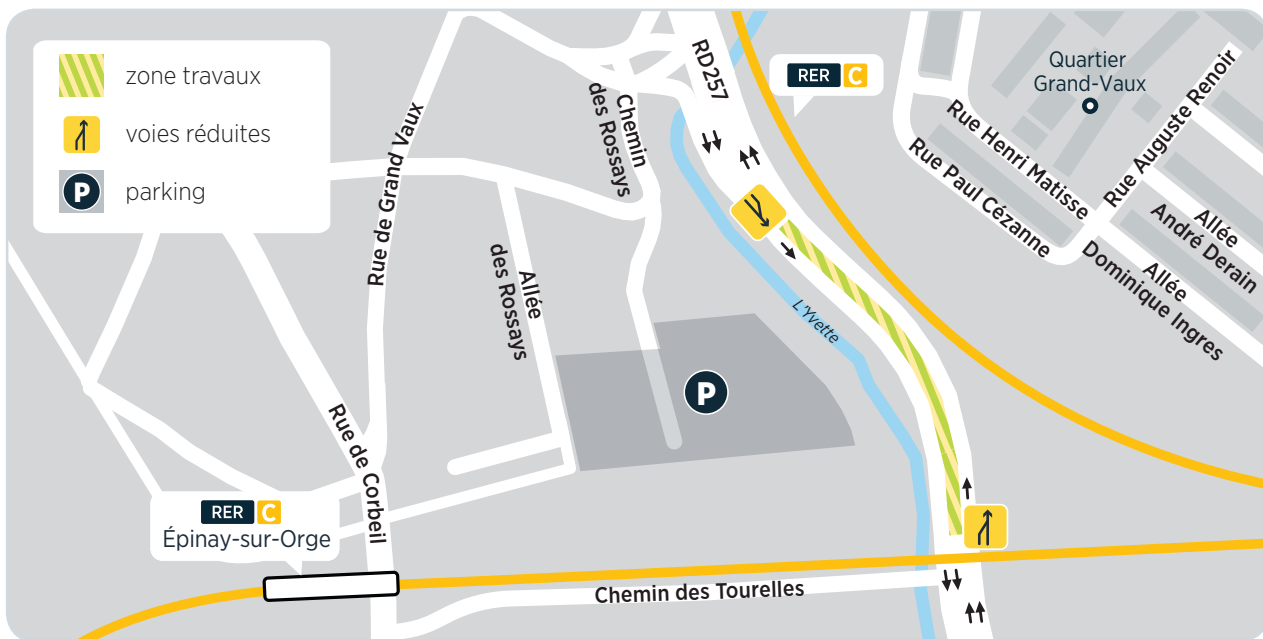 zone travaux
voies réduites
P
parking
RD257
RER C
Quartier
Grand-Vaux
Rue Auguste Renoir
Rue Henri Matisse
Rue Paul Cézanne
Allée
André Derain
Allée
Dominique Ingres
Chemin
des Rossays
Rue de Grand Vaux
Allée
des Rossays
L'Yvette
P
Rue de Corbeil
RER C
Épinay-sur-Orge
Chemin des Tourelles